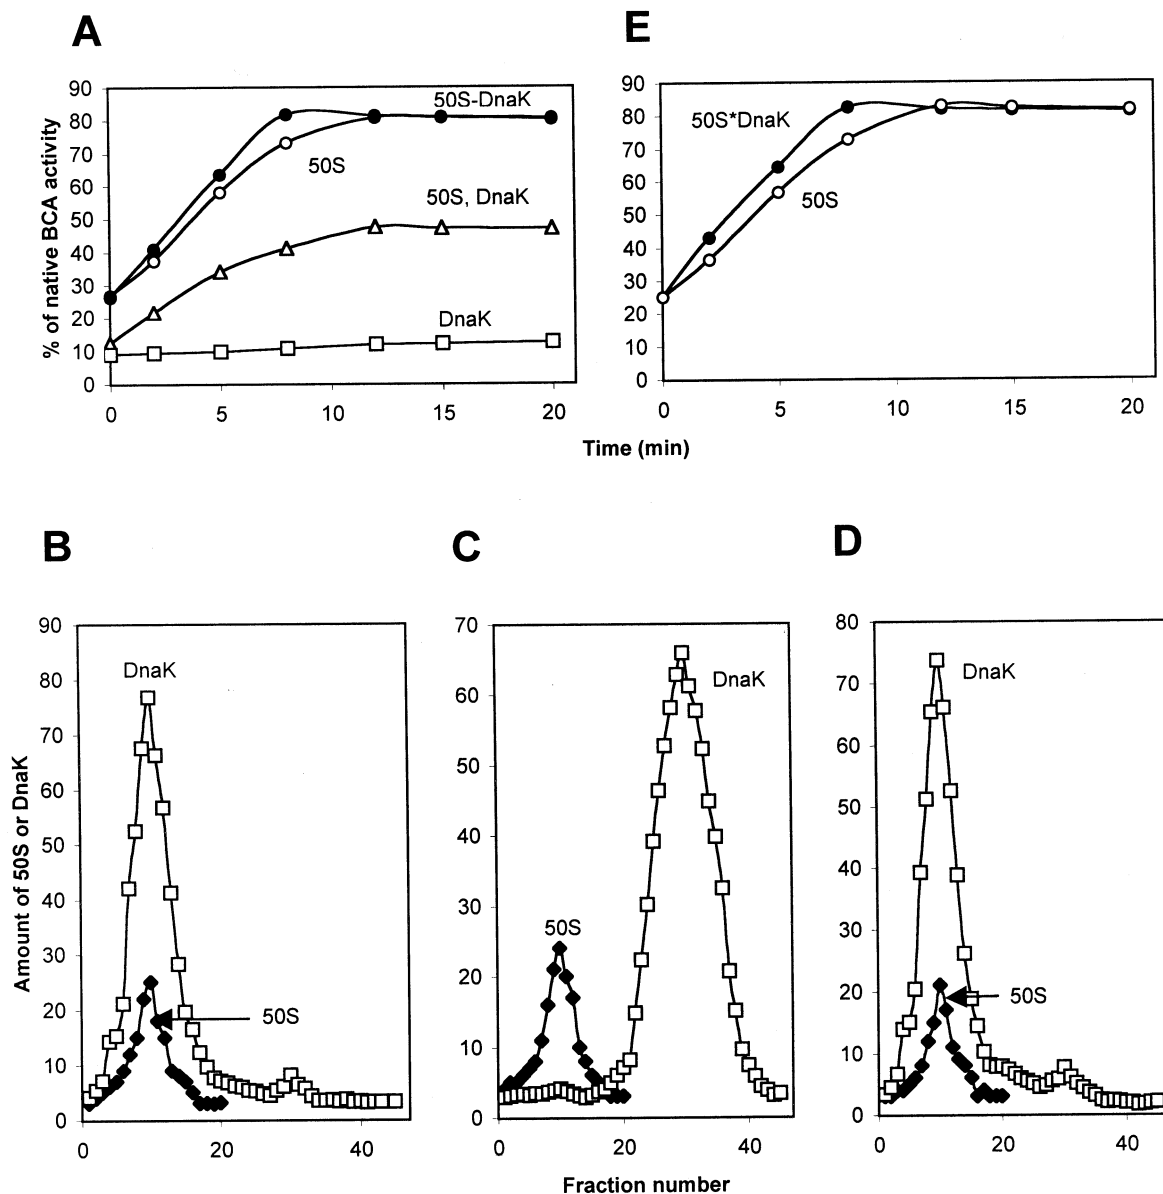 A
E
% of native BCA activity
90
80
70
60
50
40
30
20
10
0
50S-DnaK
50S
50S, DnaK
DnaK
0 5 10 15 20
90
80
70
60
50
40
30
20
10
0
50S*DnaK
50S
0 5 10 15 20
Time (min)
B
C
D
Amount of 50S or DnaK
90
80
70
60
50
40
30
20
10
0
DnaK
50S
0 20 40
70
60
50
40
30
20
10
0
DnaK
50S
0 20 40
80
70
60
50
40
30
20
10
0
DnaK
50S
0 20 40
Fraction number